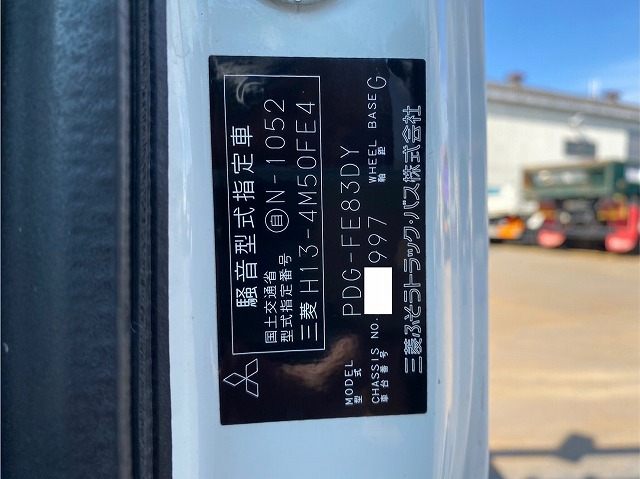 騒音型式指定車
国土交通省
型式指定番号 自 N-1052
三菱 H13-4M50FE4
MODEL
型式 PDG-FE83DY
CHASSIS NO. 997 WHEEL BASE G
車台番号 軸距
三菱ふそうトラック・バス株式会社